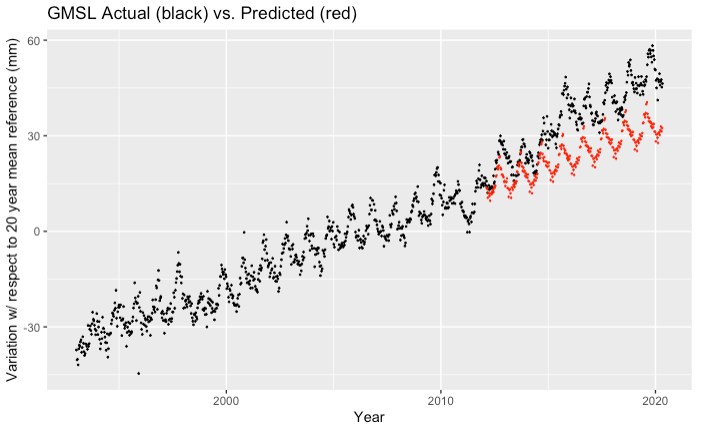 GMSL Actual (black) vs. Predicted (red)
Variation w/ respect to 20 year mean reference (mm)
60
30
0
-30
2000
2010
2020
Year